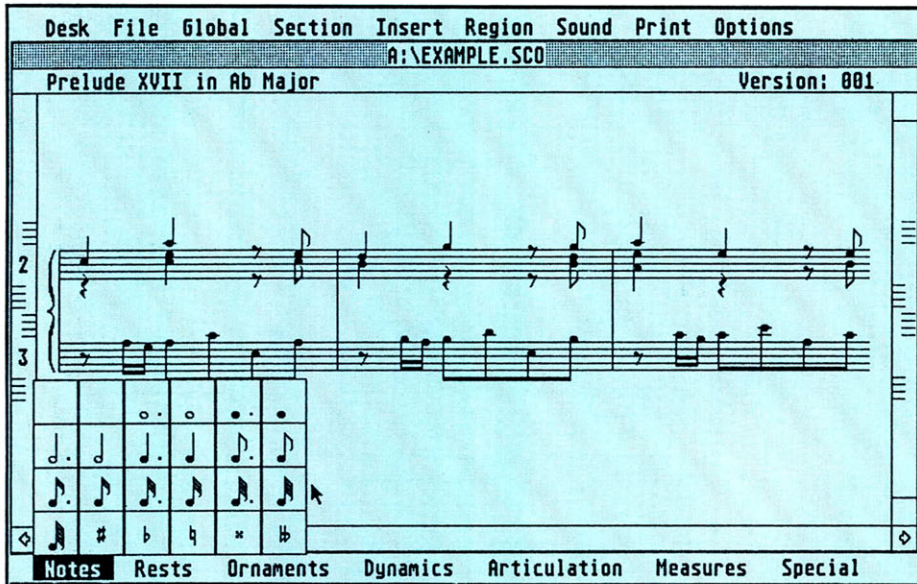 Desk File Global Section Insert Region Sound Print Options
A:\EXAMPLE.SCO
Prelude XVII in Ab Major Version: 001
2
3
Notes Rests Ornaments Dynamics Articulation Measures Special